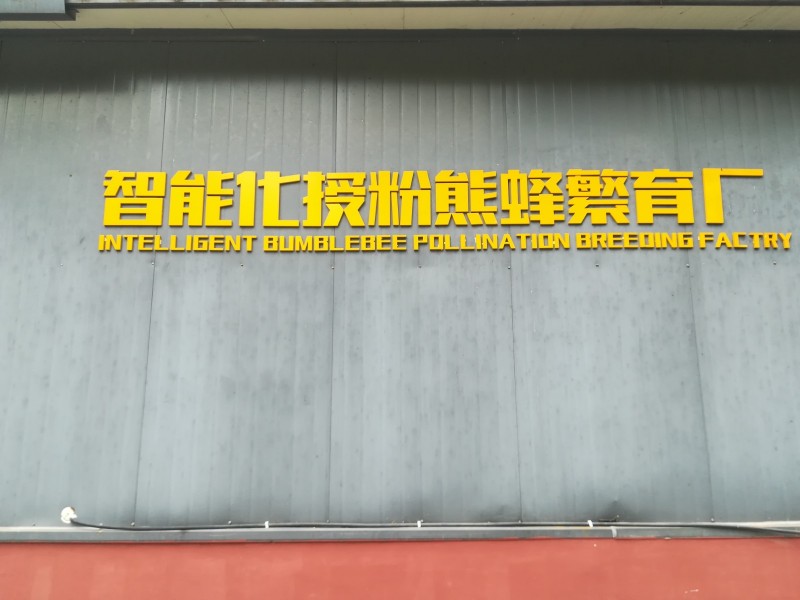 智能化授粉熊蜂繁育厂
INTELLIGENT BUMBLEBEE POLLINATION BREEDING FACTRY